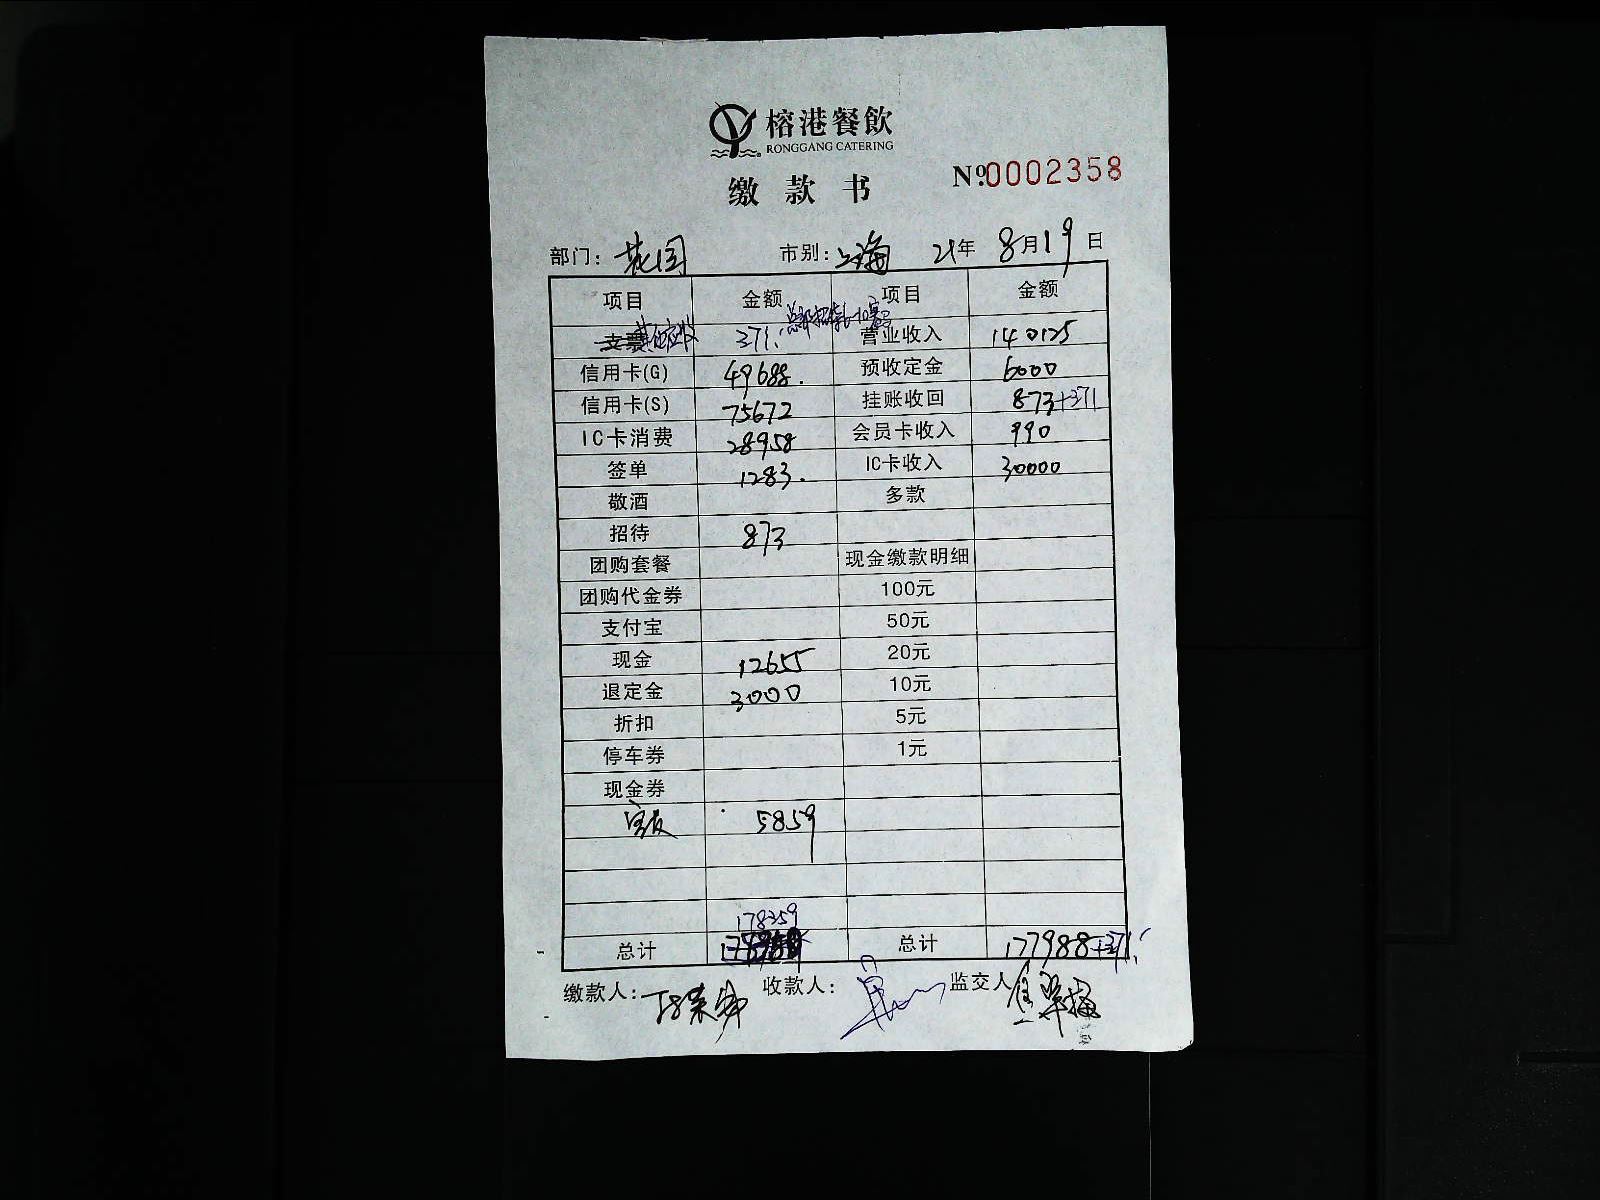 榕港餐飲
RONGGANG CATERING
缴款书 №0002358
部门: 花园 市别: 上海 21年 8月19日
项目 金额 项目 金额
支票其他应收 371. 营业收入 140125
信用卡(G) 49688. 预收定金 6000
信用卡(S) 75672 挂账收回 873+371
IC卡消费 28958 会员卡收入 990
签单 1283. IC卡收入 30000
敬酒 多款
招待 873
团购套餐 现金缴款明细
团购代金券 100元
支付宝 50元
现金 12655 20元
退定金 3000 10元
折扣 5元
停车券 1元
现金券
5859
178359
总计 总计 177988+371.
缴款人: 收款人: 监交人